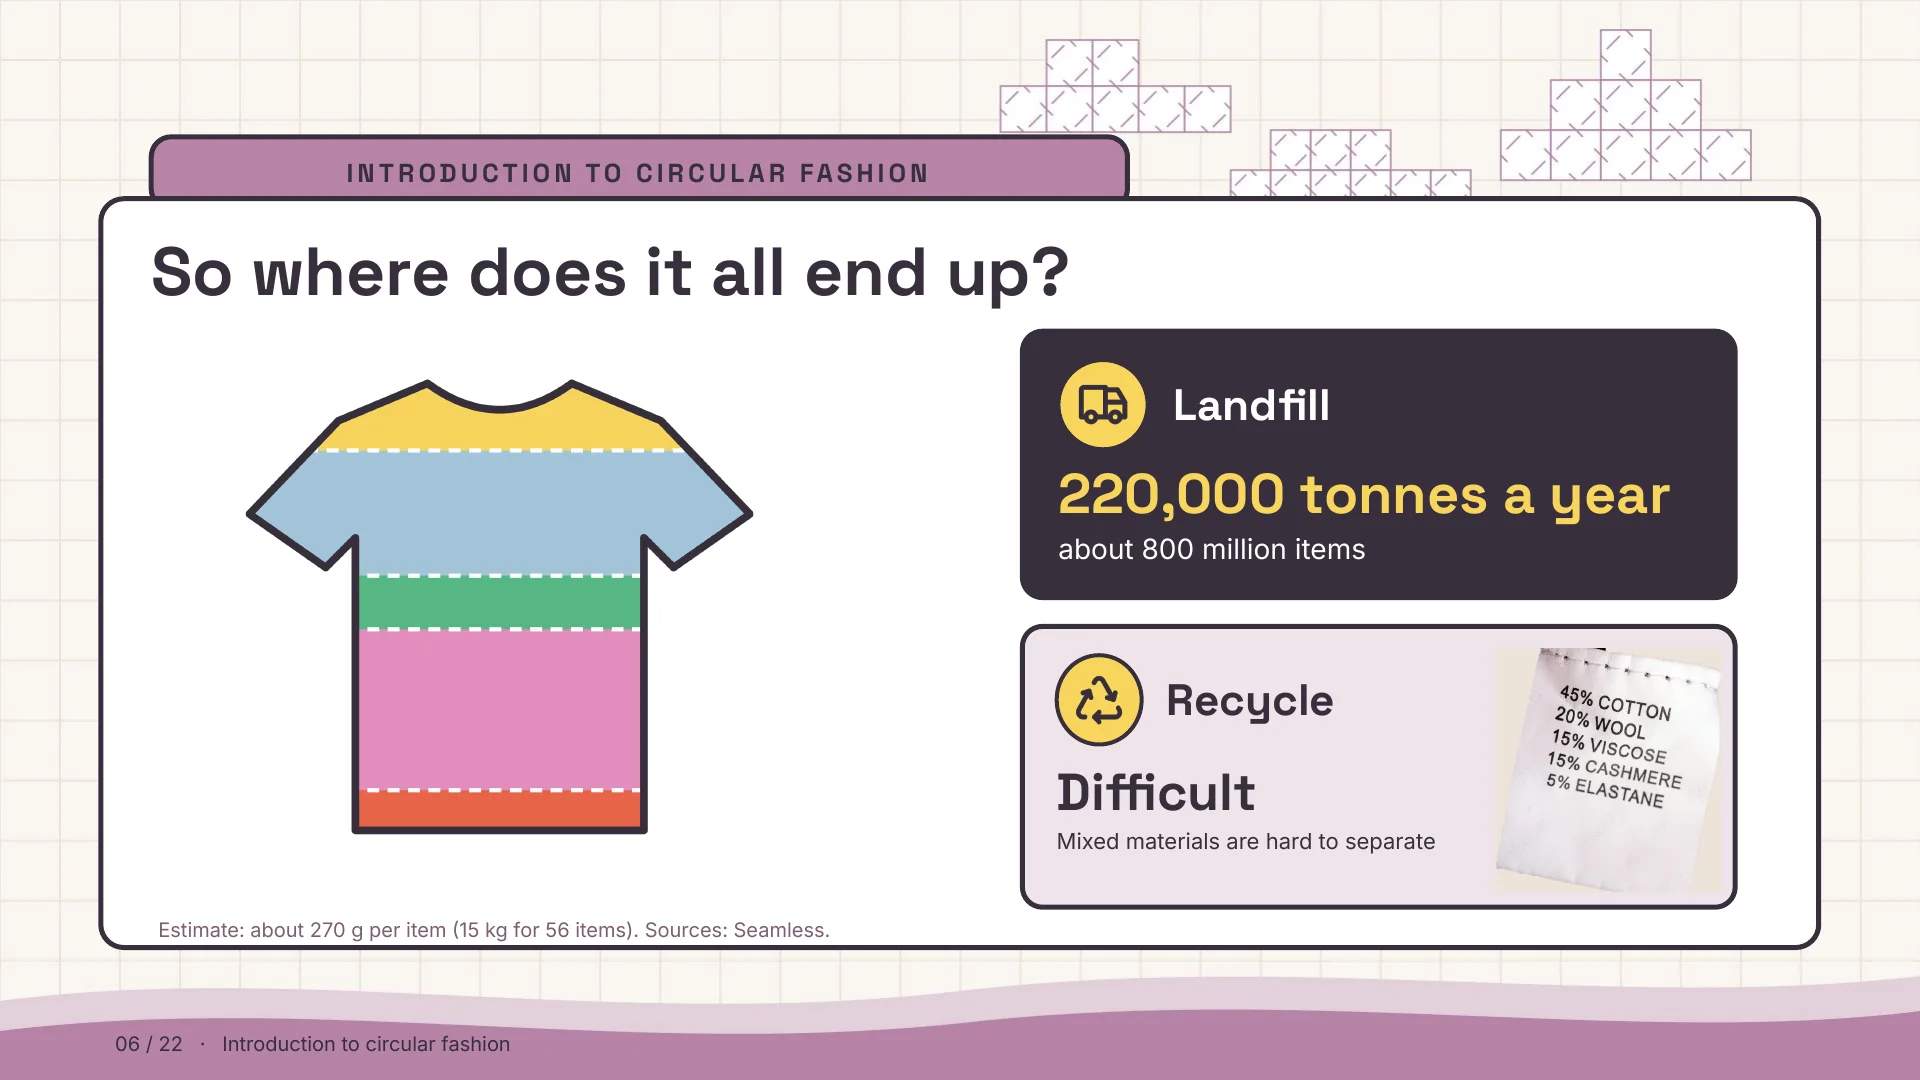 INTRODUCTION TO CIRCULAR FASHION
So where does it all end up?
Landfill
220,000 tonnes a year
about 800 million items
Recycle
Difficult
Mixed materials are hard to separate
45% COTTON
20% WOOL
15% VISCOSE
15% CASHMERE
5% ELASTANE
Estimate: about 270 g per item (15 kg for 56 items). Sources: Seamless.
06 / 22 · Introduction to circular fashion